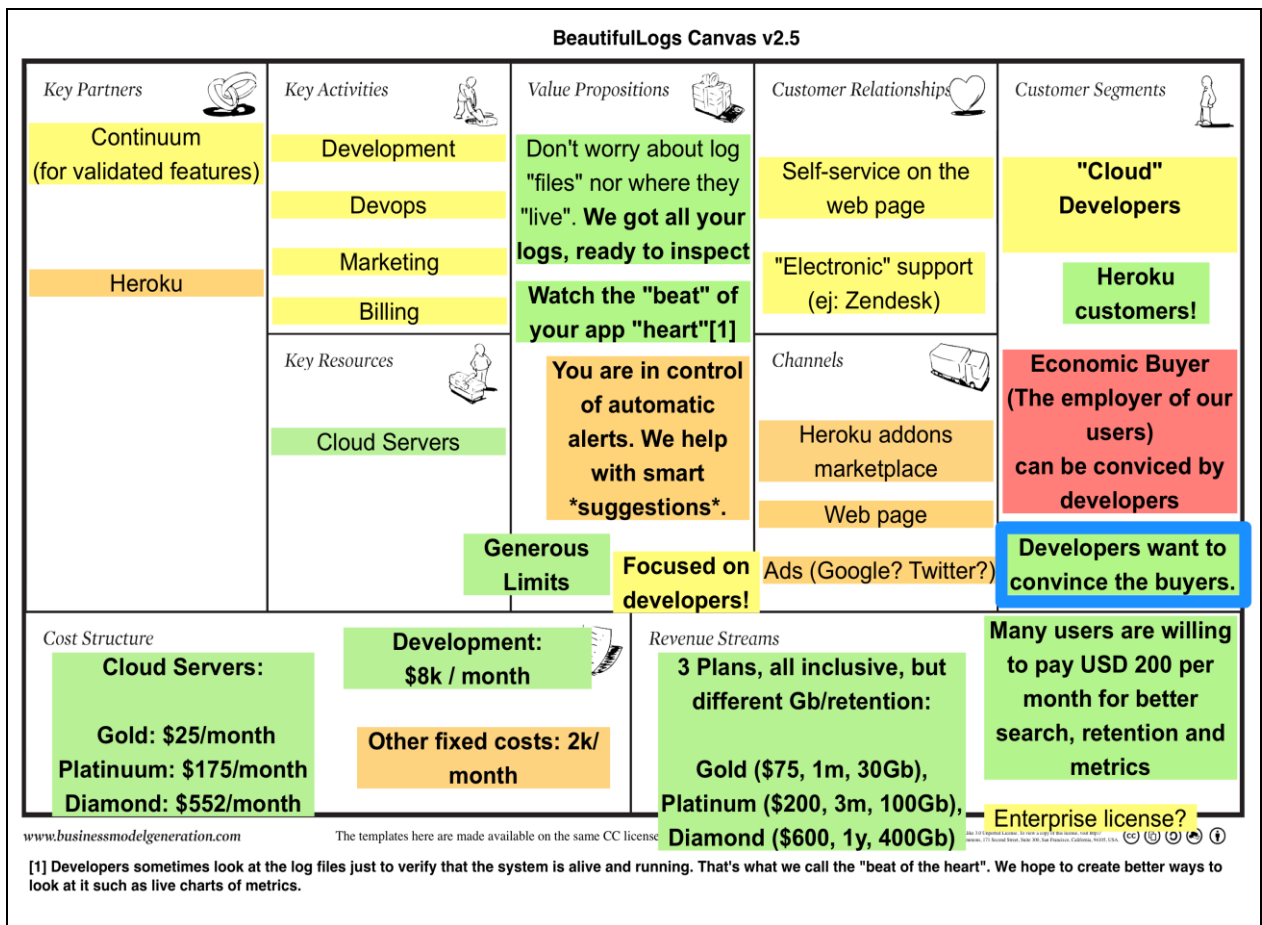 BeautifulLogs Canvas v2.5
Key Partners
Continuum
(for validated features)
Heroku
Key Activities
Development
Devops
Marketing
Billing
Key Resources
Cloud Servers
Value Propositions
Don't worry about log
"files" nor where they
"live". We got all your
logs, ready to inspect
Watch the "beat" of
your app "heart"[1]
You are in control
of automatic
alerts. We help
with smart
*suggestions*.
Generous
Limits
Focused on
developers!
Customer Relationships
Self-service on the
web page
"Electronic" support
(ej: Zendesk)
Channels
Heroku addons
marketplace
Web page
Ads (Google? Twitter?)
Customer Segments
"Cloud"
Developers
Heroku
customers!
Economic Buyer
(The employer of our
users)
can be conviced by
developers
Developers want to
convince the buyers.
Cost Structure
Cloud Servers:
Gold: $25/month
Platinuum: $175/month
Diamond: $552/month
Development:
$8k / month
Other fixed costs: 2k/
month
Revenue Streams
3 Plans, all inclusive, but
different Gb/retention:
Gold ($75, 1m, 30Gb),
Platinum ($200, 3m, 100Gb),
Diamond ($600, 1y, 400Gb)
Many users are willing
to pay USD 200 per
month for better
search, retention and
metrics
Enterprise license?
www.businessmodelgeneration.com
The templates here are made available on the same CC license
[1] Developers sometimes look at the log files just to verify that the system is alive and running. That's what we call the "beat of the heart". We hope to create better ways to
look at it such as live charts of metrics.